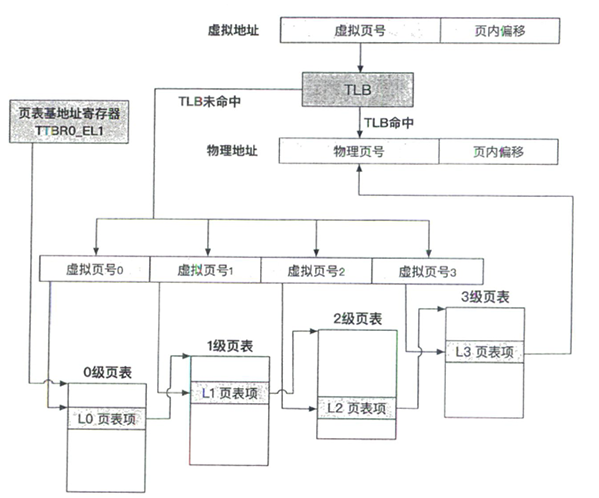 虚拟地址
虚拟页号
页内偏移
TLB
TLB未命中
TLB命中
页表基地址寄存器
TTBR0_EL1
物理地址
物理页号
页内偏移
虚拟页号0
虚拟页号1
虚拟页号2
虚拟页号3
3级页表
2级页表
1级页表
0级页表
L3 页表项
L1 页表项
L2 页表项
L0 页表项